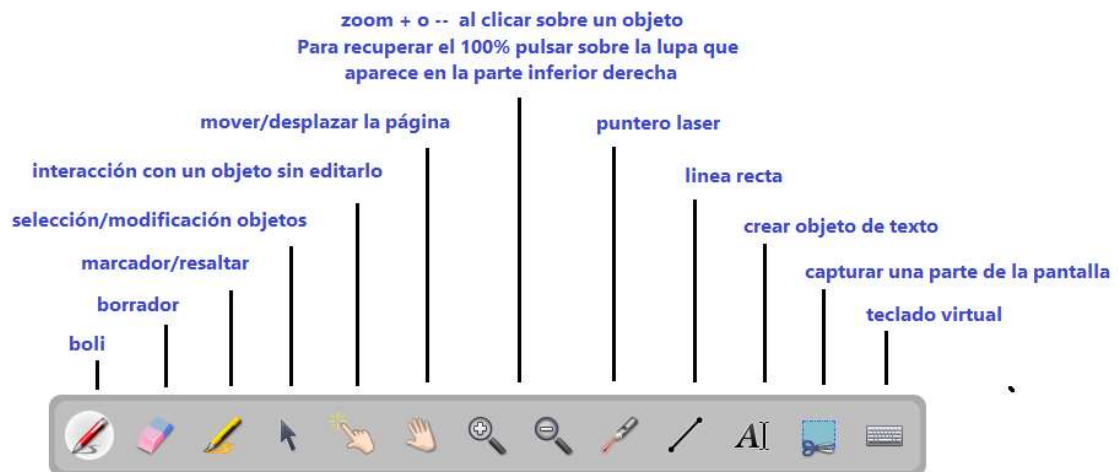 zoom + o -- al clicar sobre un objeto
Para recuperar el 100% pulsar sobre la lupa que
aparece en la parte inferior derecha
mover/desplazar la página
puntero laser
interacción con un objeto sin editarlo
linea recta
selección/modificación objetos
crear objeto de texto
marcador/resaltar
capturar una parte de la pantalla
borrador
teclado virtual
boli
AI